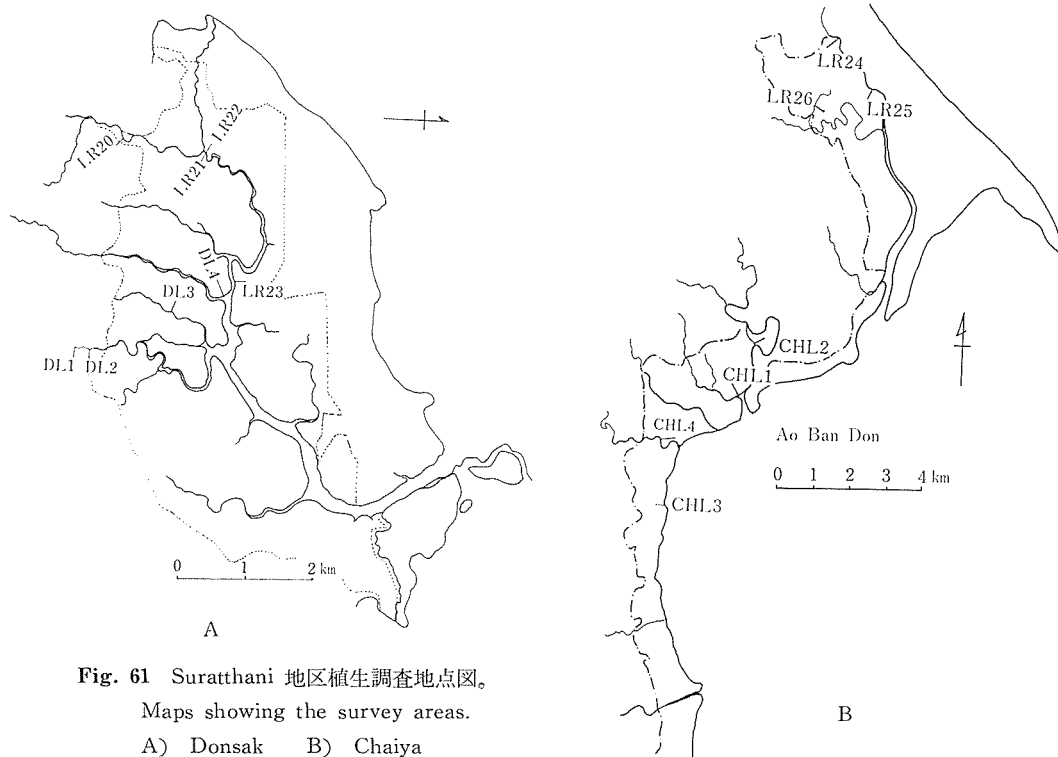 LR22
LR21
LR20
DL4
DL3
LR23
DL1 DL2
0 1 2 km
A
Fig. 61 Suratthani 地区植生調査地点図。
Maps showing the survey areas.
A) Donsak B) Chaiya
LR24
LR26
LR25
CHL2
CHL1
CHL4
Ao Ban Don
0 1 2 3 4 km
CHL3
B